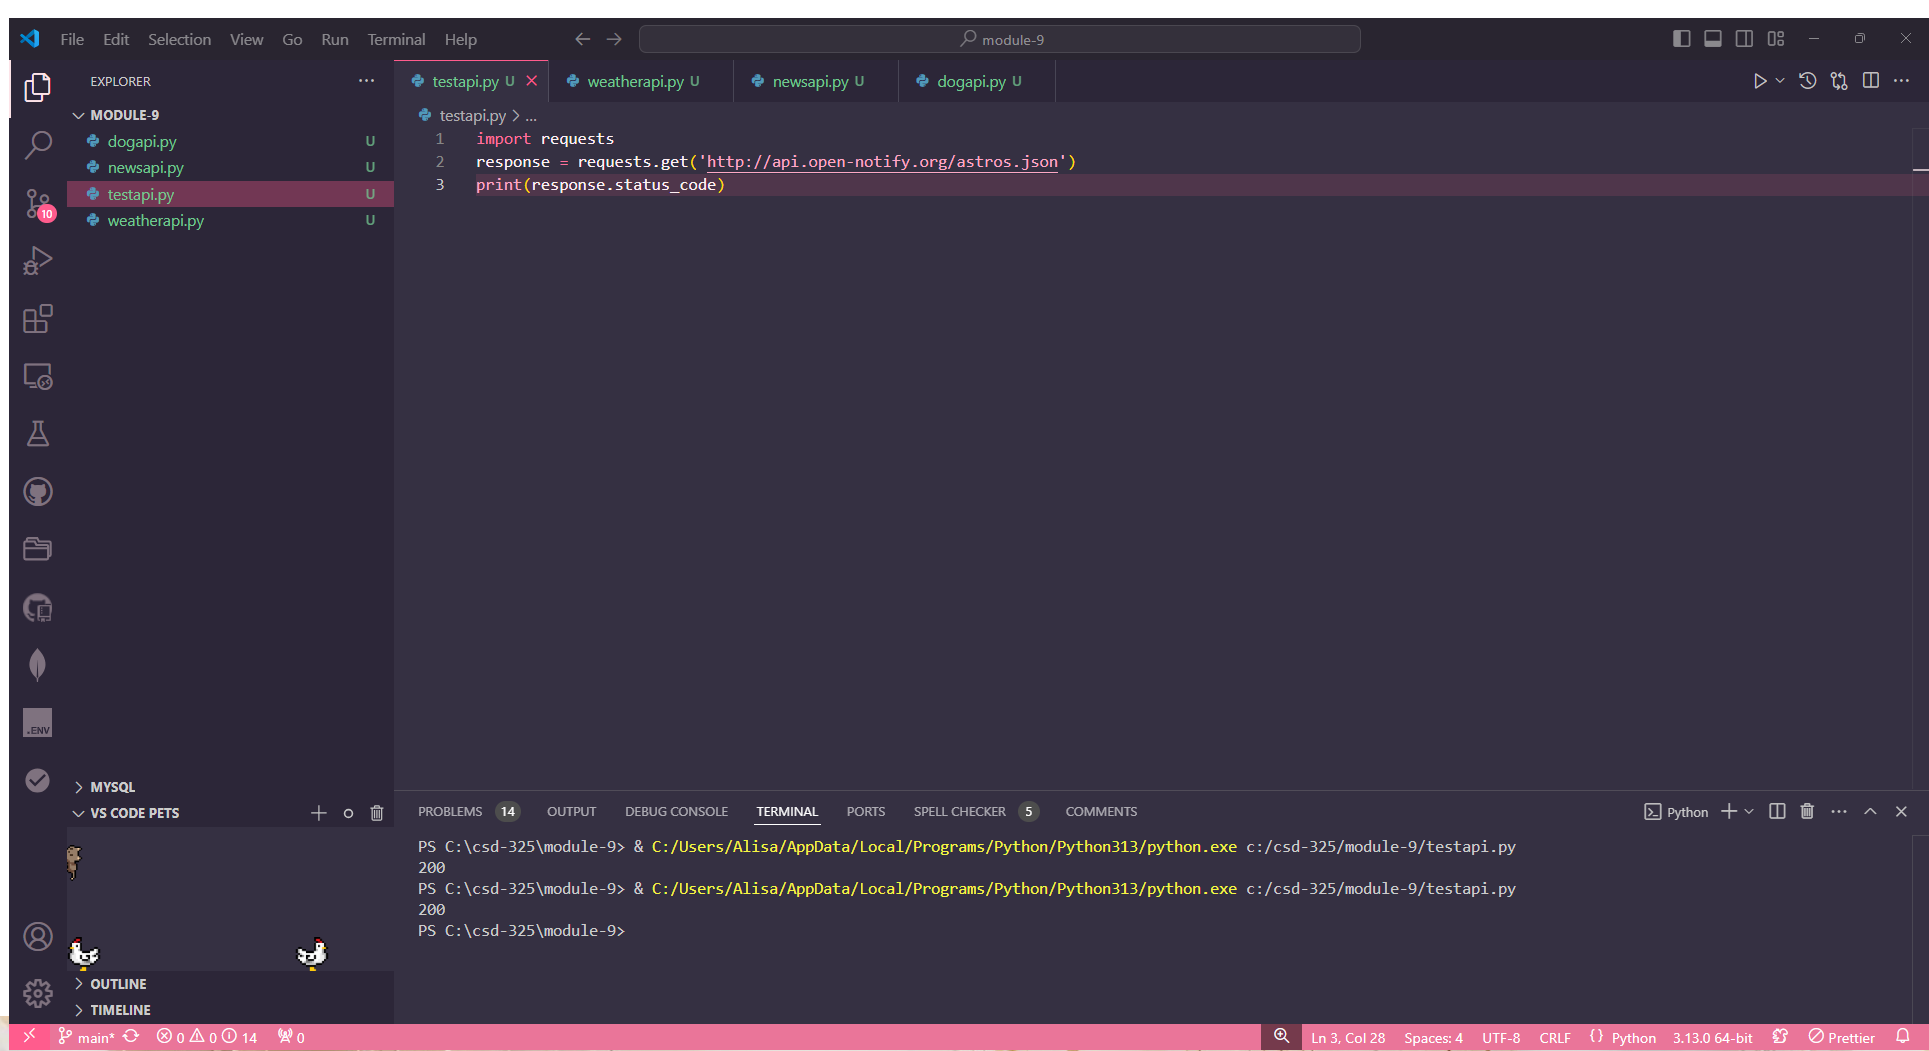 File Edit Selection View Go Run Terminal Help
module-9
EXPLORER
MODULE-9
dogapi.py U
newsapi.py U
testapi.py U
weatherapi.py U
10
.ENV
MYSQL
VS CODE PETS
OUTLINE
TIMELINE
testapi.py U weatherapi.py U newsapi.py U dogapi.py U
testapi.py > ...
1 import requests
2 response = requests.get('http://api.open-notify.org/astros.json')
3 print(response.status_code)
PROBLEMS 14 OUTPUT DEBUG CONSOLE TERMINAL PORTS SPELL CHECKER 5 COMMENTS
Python
PS C:\csd-325\module-9> & C:/Users/Alisa/AppData/Local/Programs/Python/Python313/python.exe c:/csd-325/module-9/testapi.py
200
PS C:\csd-325\module-9> & C:/Users/Alisa/AppData/Local/Programs/Python/Python313/python.exe c:/csd-325/module-9/testapi.py
200
PS C:\csd-325\module-9>
main* 0 0 14 0 Ln 3, Col 28 Spaces: 4 UTF-8 CRLF {} Python 3.13.0 64-bit Prettier